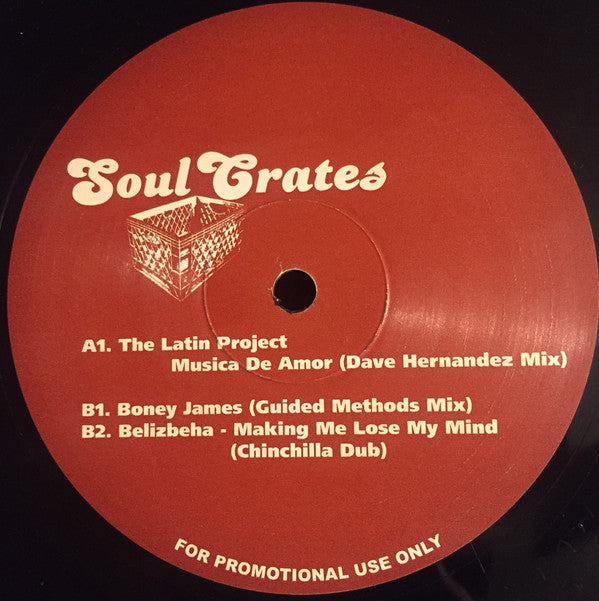 Soul Crates
A1. The Latin Project
Musica De Amor (Dave Hernandez Mix)
B1. Boney James (Guided Methods Mix)
B2. Belizbeha - Making Me Lose My Mind
(Chinchilla Dub)
FOR PROMOTIONAL USE ONLY